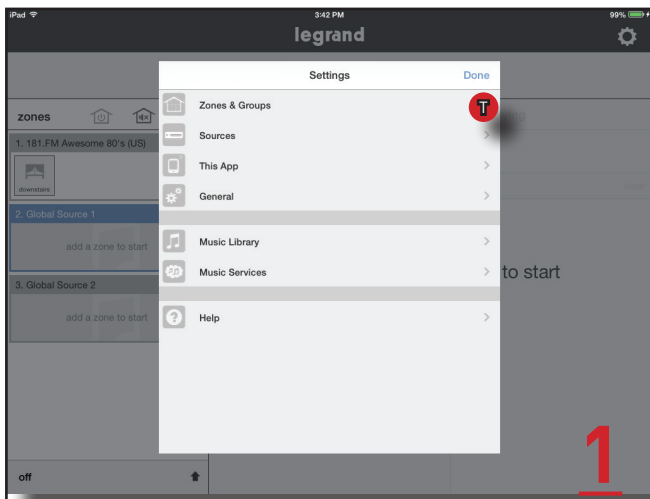 iPad 3:42 PM 99%
legrand
Settings Done
Zones & Groups T
zones
Sources
1. 181.FM Awesome 80's (US)
This App
downstairs
General
2. Global Source 1
Music Library
add a zone to start
Music Services
to start
3. Global Source 2
add a zone to start
Help
1
off